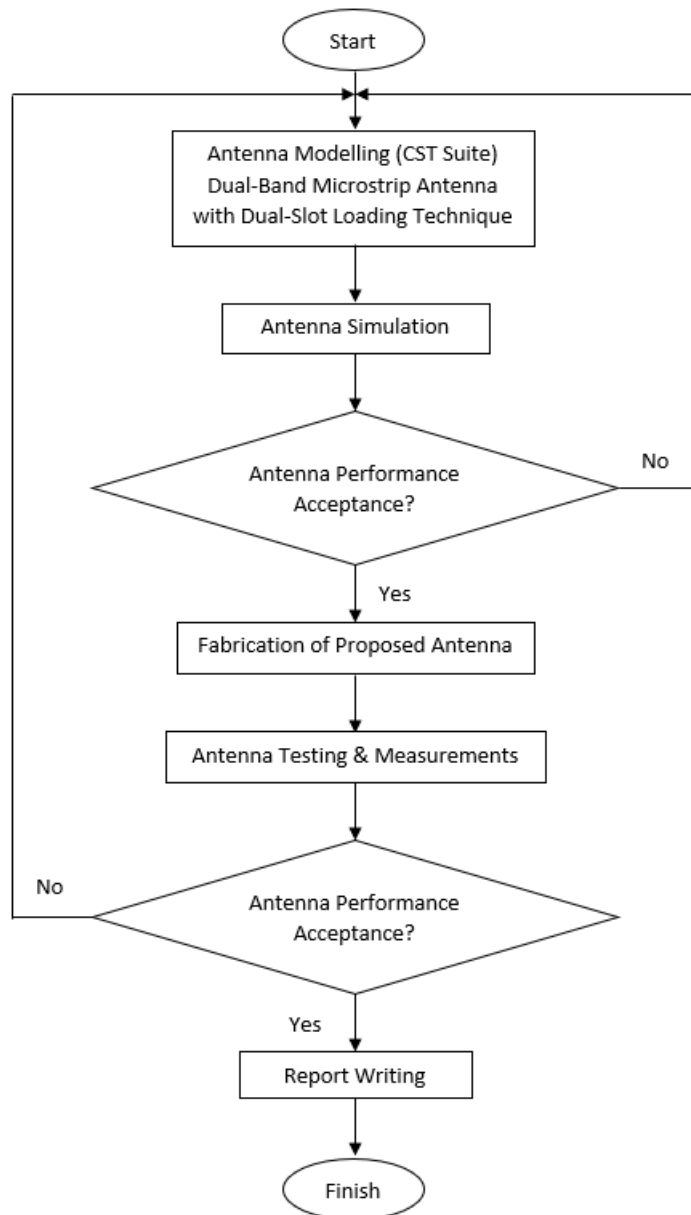 Start
Antenna Modelling (CST Suite)
Dual-Band Microstrip Antenna
with Dual-Slot Loading Technique
Antenna Simulation
Antenna Performance
Acceptance?
No
Yes
Fabrication of Proposed Antenna
Antenna Testing & Measurements
No
Antenna Performance
Acceptance?
Yes
Report Writing
Finish